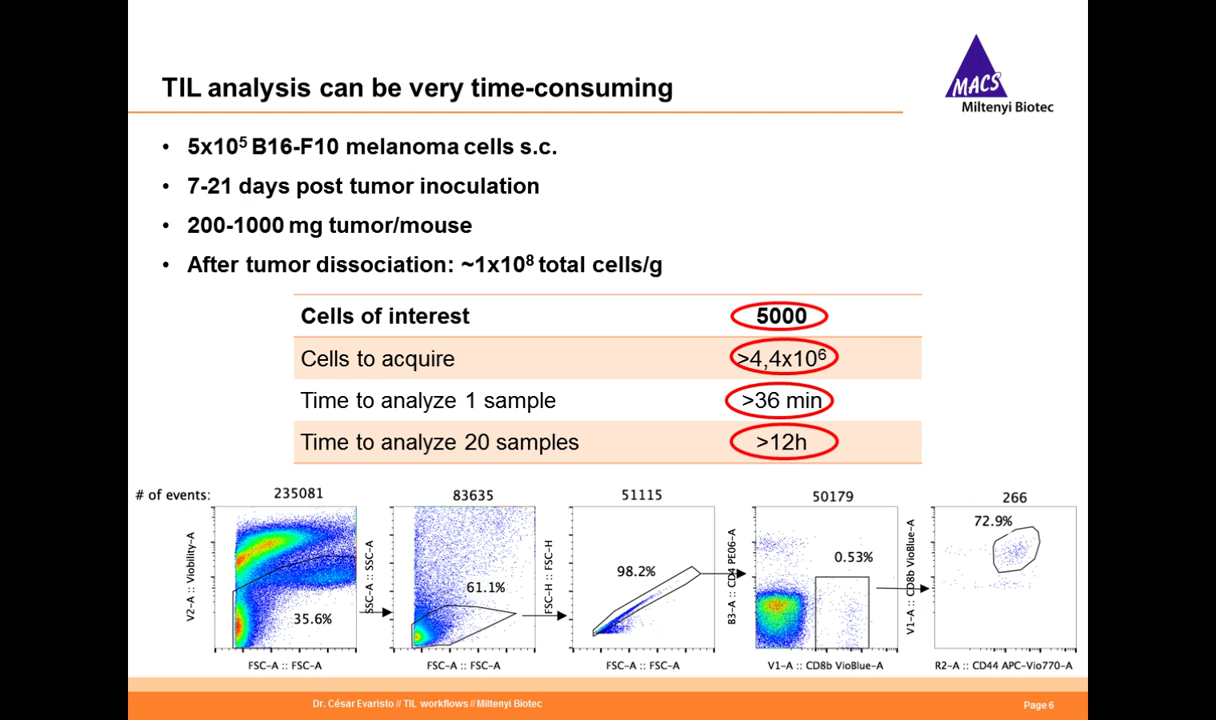 TIL analysis can be very time-consuming
MACS
Miltenyi Biotec
• 5x10⁵ B16-F10 melanoma cells s.c.
• 7-21 days post tumor inoculation
• 200-1000 mg tumor/mouse
• After tumor dissociation: ~1x10⁸ total cells/g
Cells of interest 5000
Cells to acquire >4,4x10⁶
Time to analyze 1 sample >36 min
Time to analyze 20 samples >12h
# of events: 235081 83635 51115 50179 266
V2-A :: Viobility-A
35.6%
FSC-A :: FSC-A
SSC-A :: SSC-A
61.1%
FSC-A :: FSC-A
FSC-H :: FSC-H
98.2%
FSC-A :: FSC-A
B3-A :: CD4 PE06-A
0.53%
V1-A :: CD8b VioBlue-A
V1-A :: CD8b VioBlue-A
72.9%
R2-A :: CD44 APC-Vio770-A
Dr. César Evaristo // TIL workflows // Miltenyi Biotec
Page 6